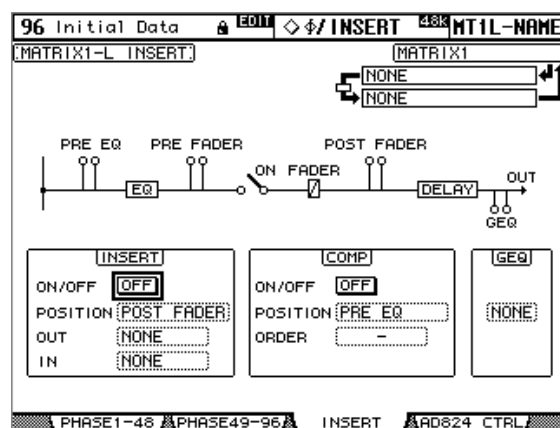 96 Initial Data EDIT ◇ Φ/ INSERT 48K MT1L-NAME
MATRIX1-L INSERT MATRIX1
NONE
NONE
PRE EQ PRE FADER POST FADER
ON FADER OUT
EQ DELAY
GEQ
INSERT COMP GEQ
ON/OFF OFF ON/OFF OFF
POSITION POST FADER POSITION PRE EQ NONE
OUT NONE ORDER -
IN NONE
PHASE1-48 PHASE49-96 INSERT AD824 CTRL